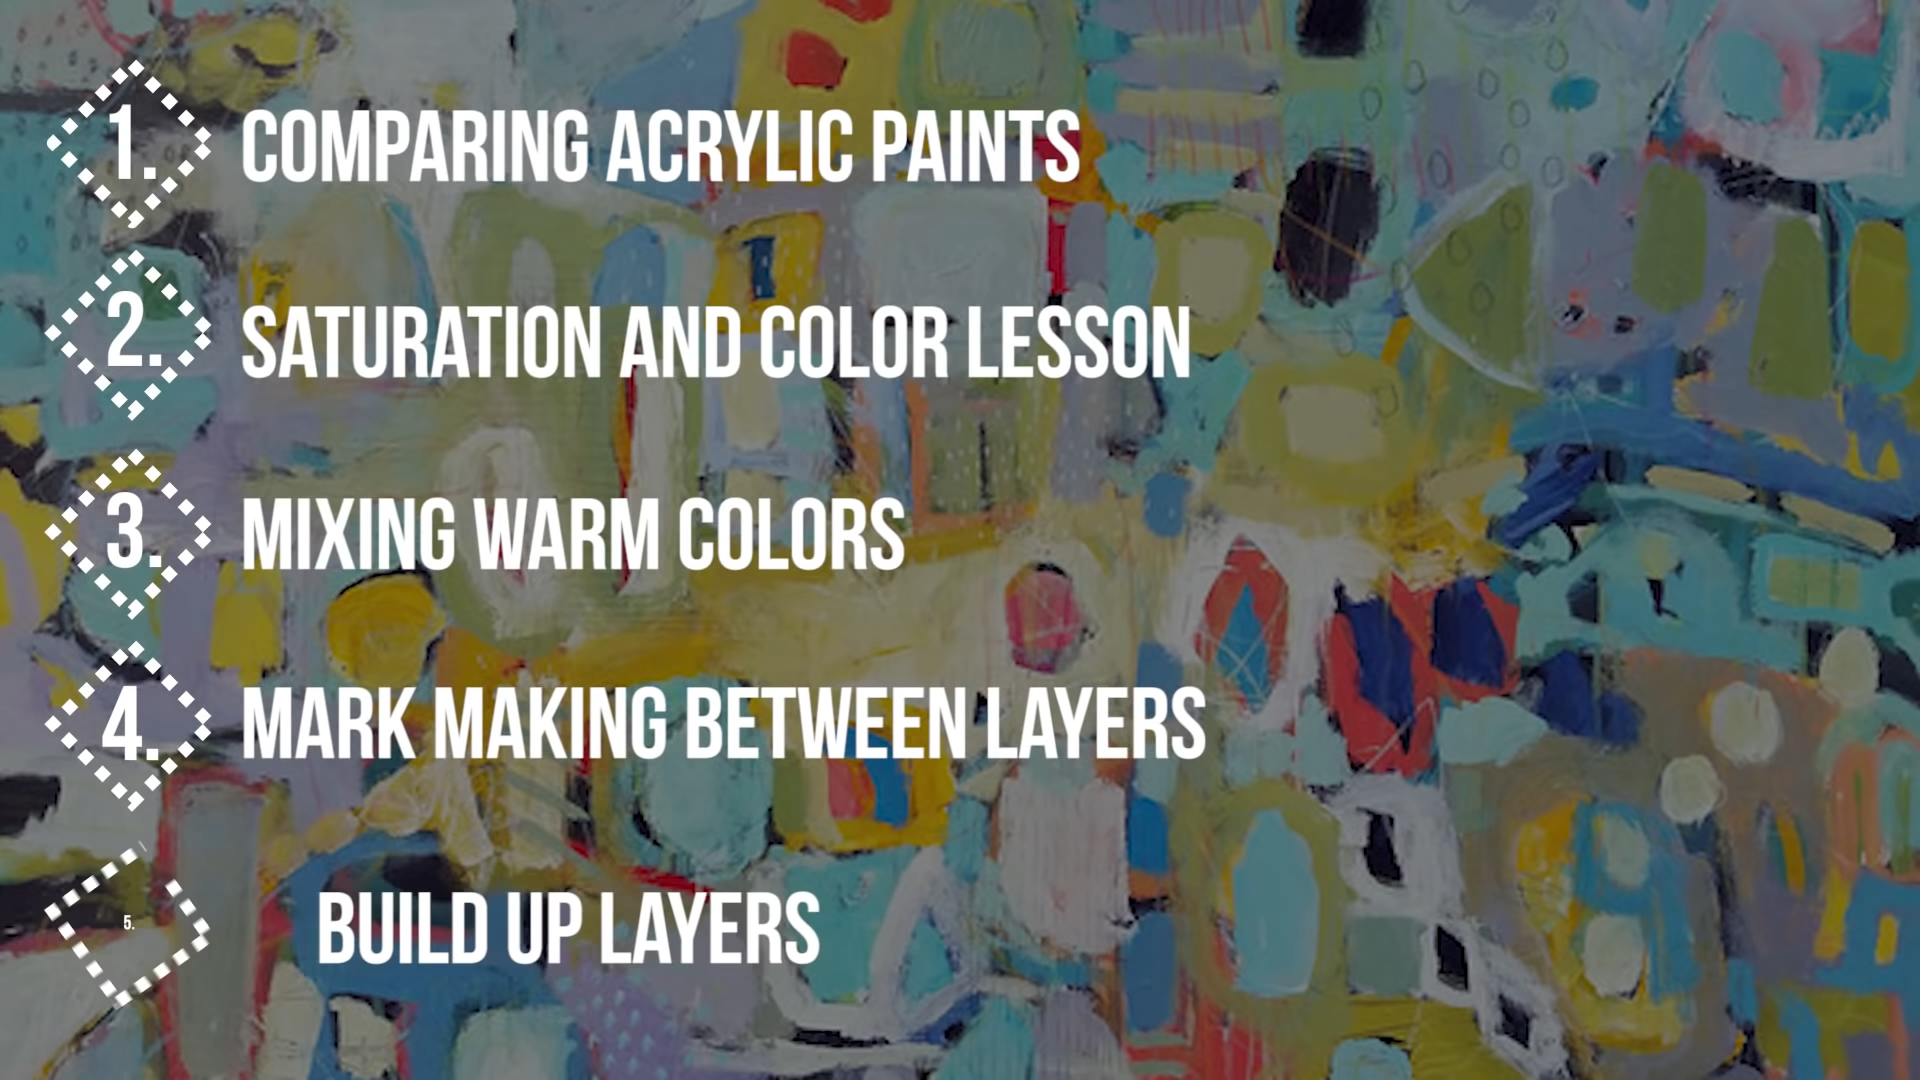 1. COMPARING ACRYLIC PAINTS
2. SATURATION AND COLOR LESSON
3. MIXING WARM COLORS
4. MARK MAKING BETWEEN LAYERS
5. BUILD UP LAYERS